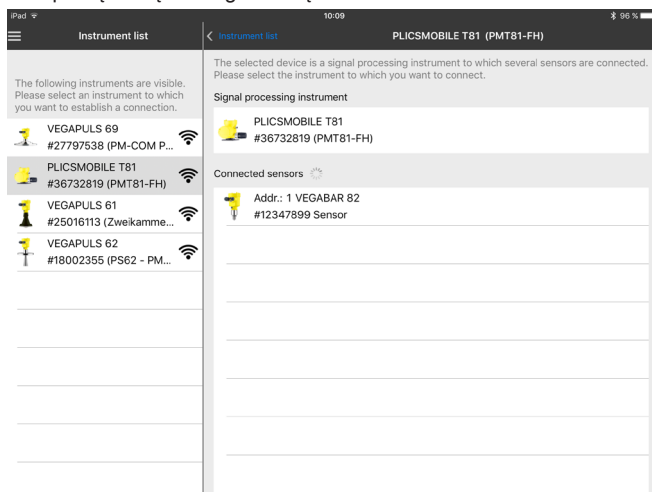 iPad
10:09
96 %
Instrument list
Instrument list
PLICSMOBILE T81 (PMT81-FH)
The following instruments are visible.
Please select an instrument to which
you want to establish a connection.
VEGAPULS 69
#27797538 (PM-COM P...
PLICSMOBILE T81
#36732819 (PMT81-FH)
VEGAPULS 61
#25016113 (Zweikamme...
VEGAPULS 62
#18002355 (PS62 - PM...
The selected device is a signal processing instrument to which several sensors are connected.
Please select the instrument to which you want to connect.
Signal processing instrument
PLICSMOBILE T81
#36732819 (PMT81-FH)
Connected sensors
Addr.: 1 VEGABAR 82
#12347899 Sensor